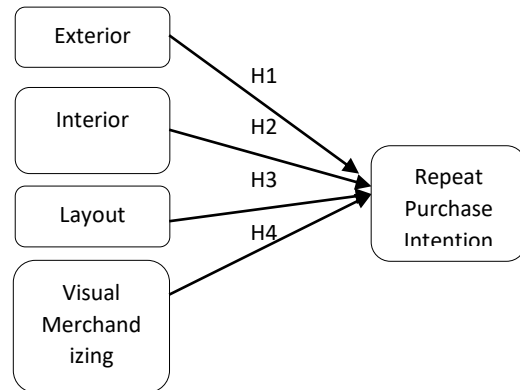 Exterior
H1
Interior
H2
Layout
H3
Visual
Merchand
izing
H4
Repeat
Purchase
Intention